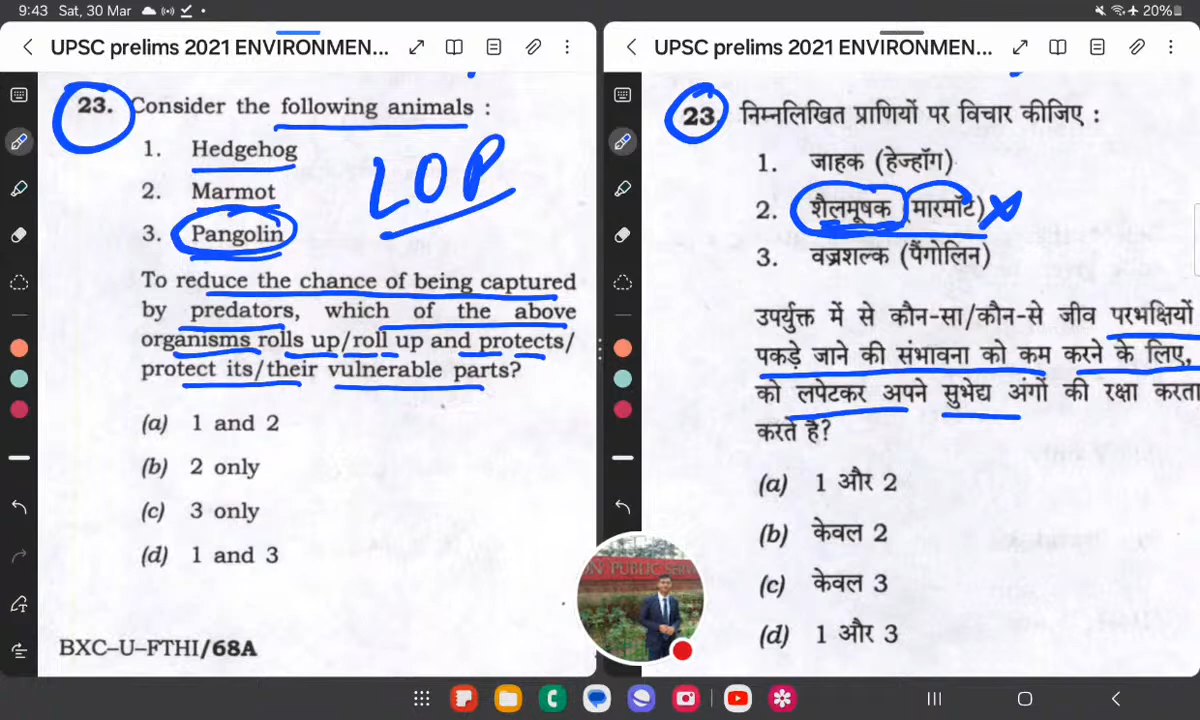 9:43 Sat, 30 Mar
20%
UPSC prelims 2021 ENVIRONMEN...
23. Consider the following animals :
1. Hedgehog
2. Marmot
3. Pangolin
LOP
To reduce the chance of being captured
by predators, which of the above
organisms rolls up/roll up and protects/
protect its/their vulnerable parts?
(a) 1 and 2
(b) 2 only
(c) 3 only
(d) 1 and 3
BXC–U–FTHI/68A
UPSC prelims 2021 ENVIRONMEN...
23. निम्नलिखित प्राणियों पर विचार कीजिए :
1. जाहक (हेज्हॉग)
2. शैलमूषक (मारमॉट)
3. वज्रशल्क (पैंगोलिन)
उपर्युक्त में से कौन-सा/कौन-से जीव परभक्षियों
पकड़े जाने की संभावना को कम करने के लिए,
को लपेटकर अपने सुभेद्य अंगों की रक्षा करता
करते हैं?
(a) 1 और 2
(b) केवल 2
(c) केवल 3
(d) 1 और 3
ON PUBLIC SERV